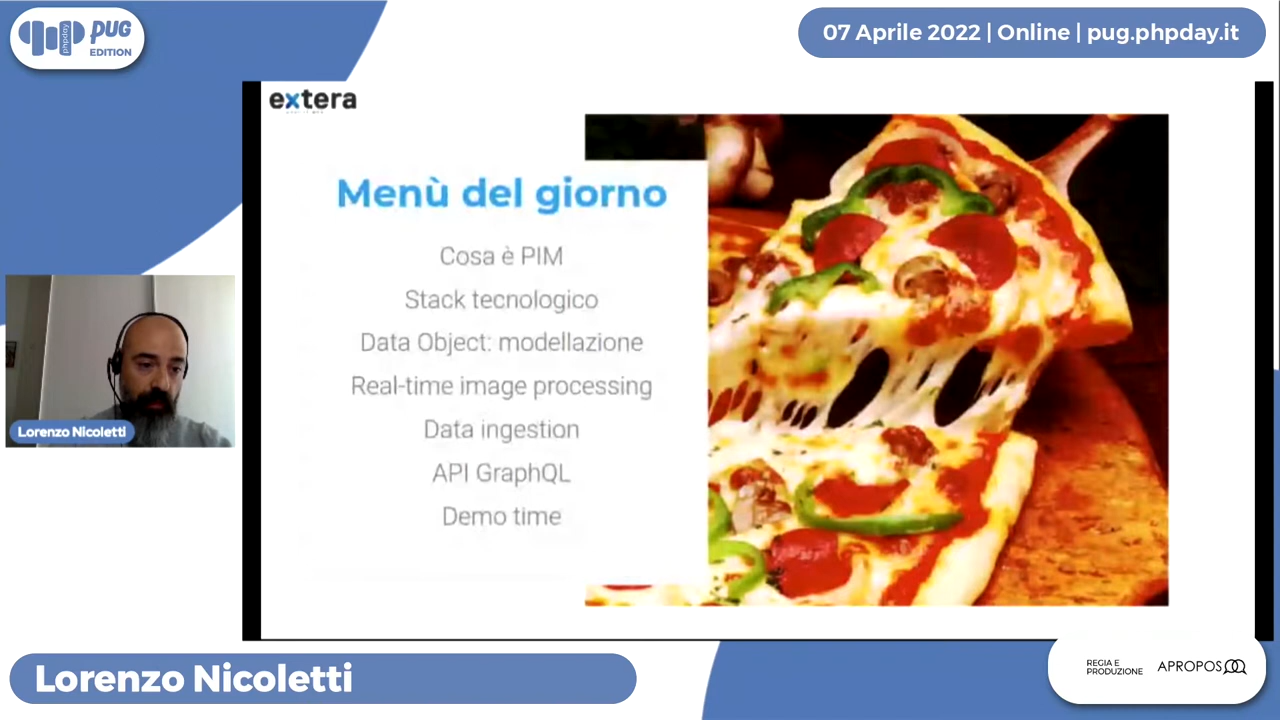 PUG
phpday
EDITION
07 Aprile 2022 | Online | pug.phpday.it
extera
Menù del giorno
Cosa è PIM
Stack tecnologico
Data Object: modellazione
Real-time image processing
Data ingestion
API GraphQL
Demo time
Lorenzo Nicoletti
Lorenzo Nicoletti
REGIA E
PRODUZIONE
APROPOS